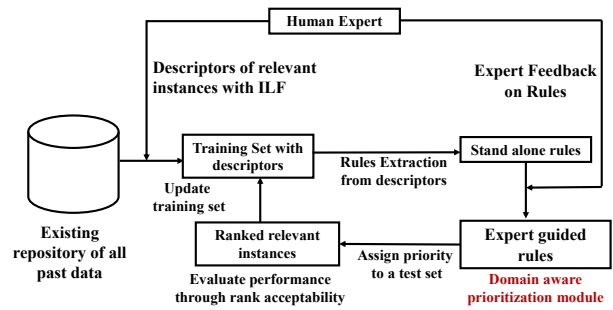 Human Expert
Descriptors of relevant
instances with ILF
Expert Feedback
on Rules
Training Set with
descriptors
Rules Extraction
from descriptors
Stand alone rules
Update
training set
Existing
repository of all
past data
Ranked relevant
instances
Assign priority
to a test set
Expert guided
rules
Evaluate performance
through rank acceptability
Domain aware
prioritization module